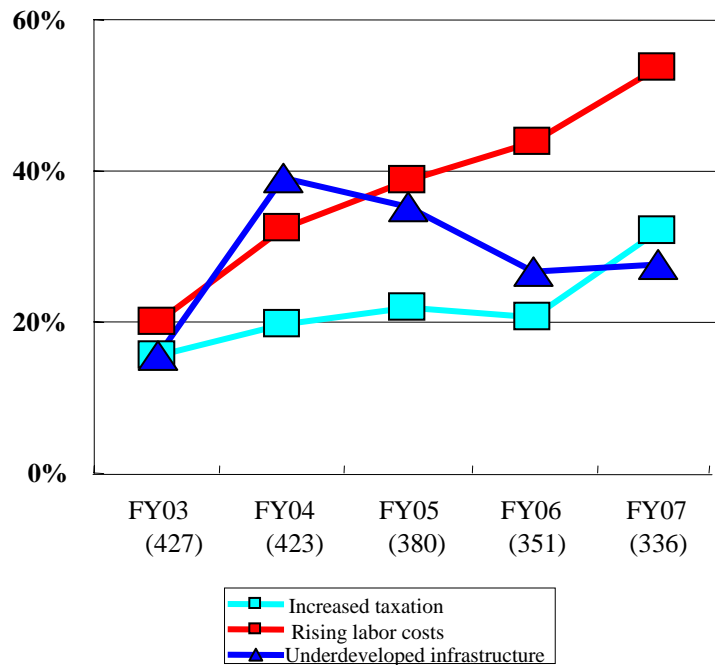 60%
40%
20%
0%
FY03 FY04 FY05 FY06 FY07
(427) (423) (380) (351) (336)
Increased taxation
Rising labor costs
Underdeveloped infrastructure